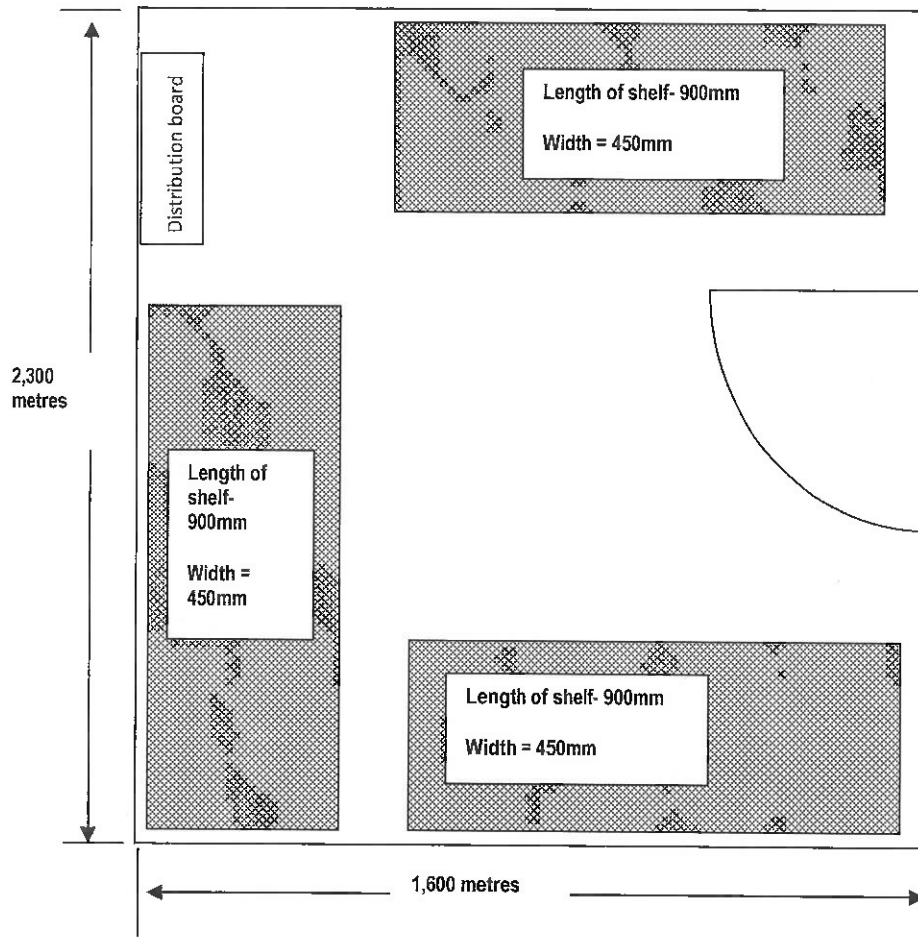 Distribution board
Length of shelf- 900mm
Width = 450mm
2,300
metres
Length of
shelf-
900mm
Width =
450mm
Length of shelf- 900mm
Width = 450mm
1,600 metres